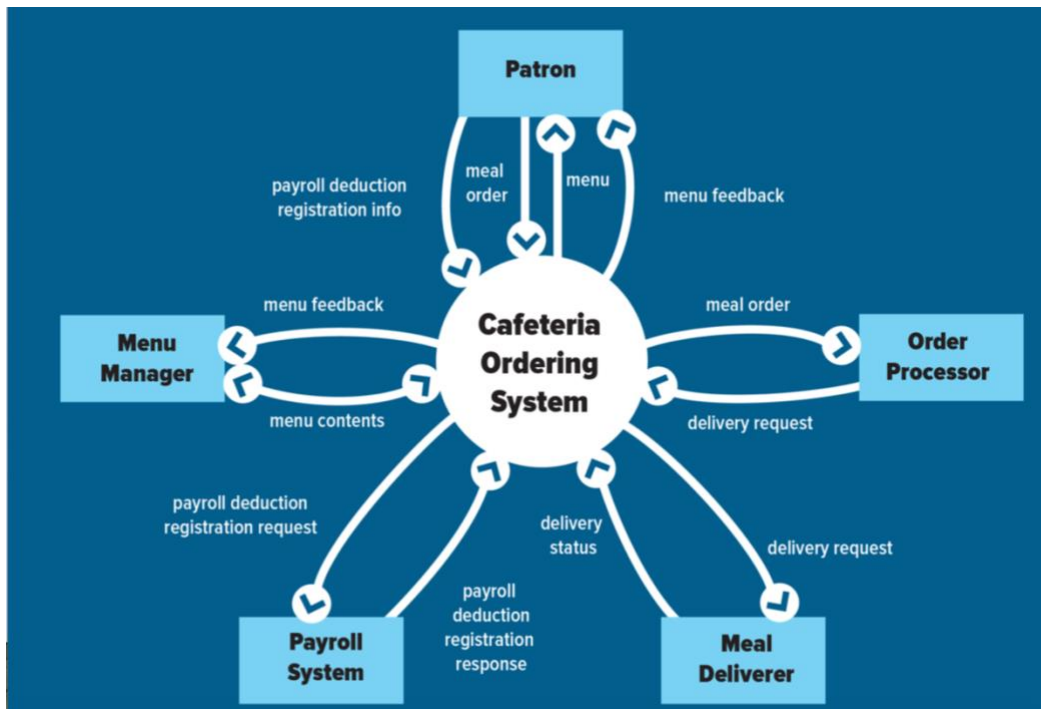 Patron
payroll deduction
registration info
meal
order
menu
menu feedback
menu feedback
meal order
Menu
Manager
Cafeteria
Ordering
System
Order
Processor
menu contents
delivery request
payroll deduction
registration request
delivery
status
delivery request
payroll
deduction
registration
response
Payroll
System
Meal
Deliverer